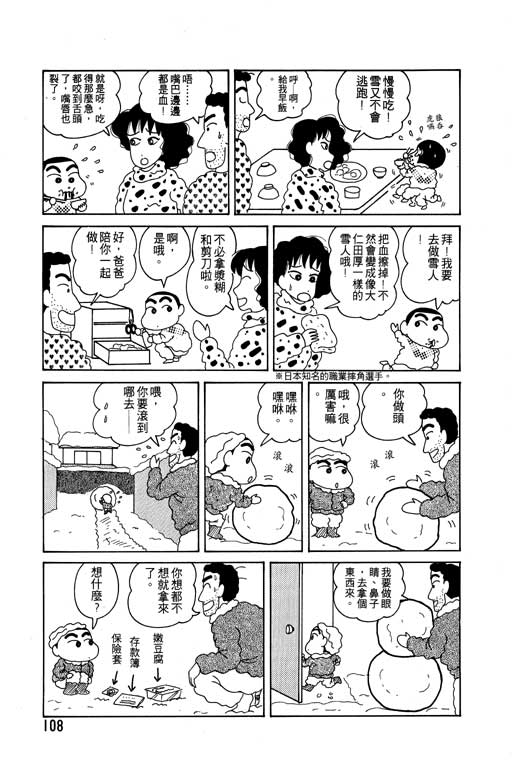 慢慢吃！
雪又不會
逃跑！
呼，啊，
給我早飯
狼吞
虎嚥
唔……
嘴巴邊邊
都是血！
就是呀，吃
得那麼急，
都咬到舌頭
了，嘴唇也
裂了。
拜！我要
去做雪人
！
把血擦掉！不
然會變成像大
仁田厚一樣的
雪人哦！
※日本知名的職業摔角選手。
不必拿漿糊
和剪刀啦。
啊，
是哦。
好，爸爸
陪你一起
做！
你做頭
。
滾
滾
哦，很
厲害嘛
。
嘿咻。
嘿咻。
滾
滾
喂，
你要滾到
哪去——
我要做眼
睛、鼻子
，去拿個
東西來。
你想都不
想就拿來
了。
嫩豆腐
存款簿
保險套
想什麼？
108